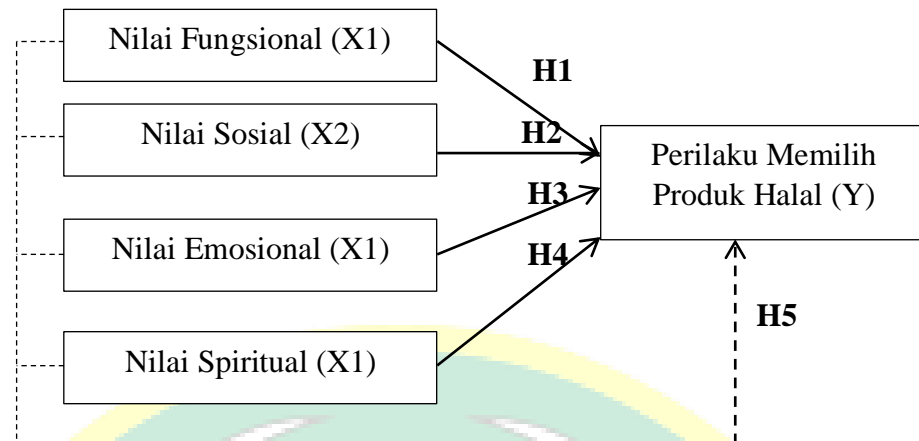 Nilai Fungsional (X1)
H1
Nilai Sosial (X2)
H2
Perilaku Memilih
Produk Halal (Y)
H3
Nilai Emosional (X1)
H4
H5
Nilai Spiritual (X1)